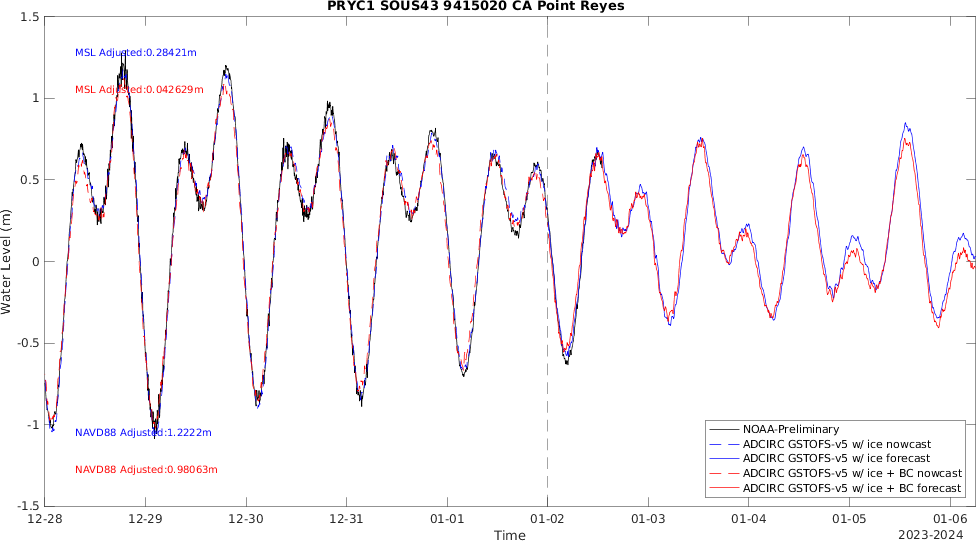 PRYC1 SOUS43 9415020 CA Point Reyes
1.5
1
0.5
0
-0.5
-1
-1.5
Water Level (m)
MSL Adjusted:0.28421m
MSL Adjusted:0.042629m
NAVD88 Adjusted:1.2222m
NAVD88 Adjusted:0.98063m
NOAA-Preliminary
ADCIRC GSTOFS-v5 w/ ice nowcast
ADCIRC GSTOFS-v5 w/ ice forecast
ADCIRC GSTOFS-v5 w/ ice + BC nowcast
ADCIRC GSTOFS-v5 w/ ice + BC forecast
12-28 12-29 12-30 12-31 01-01 01-02 01-03 01-04 01-05 01-06
Time
2023-2024